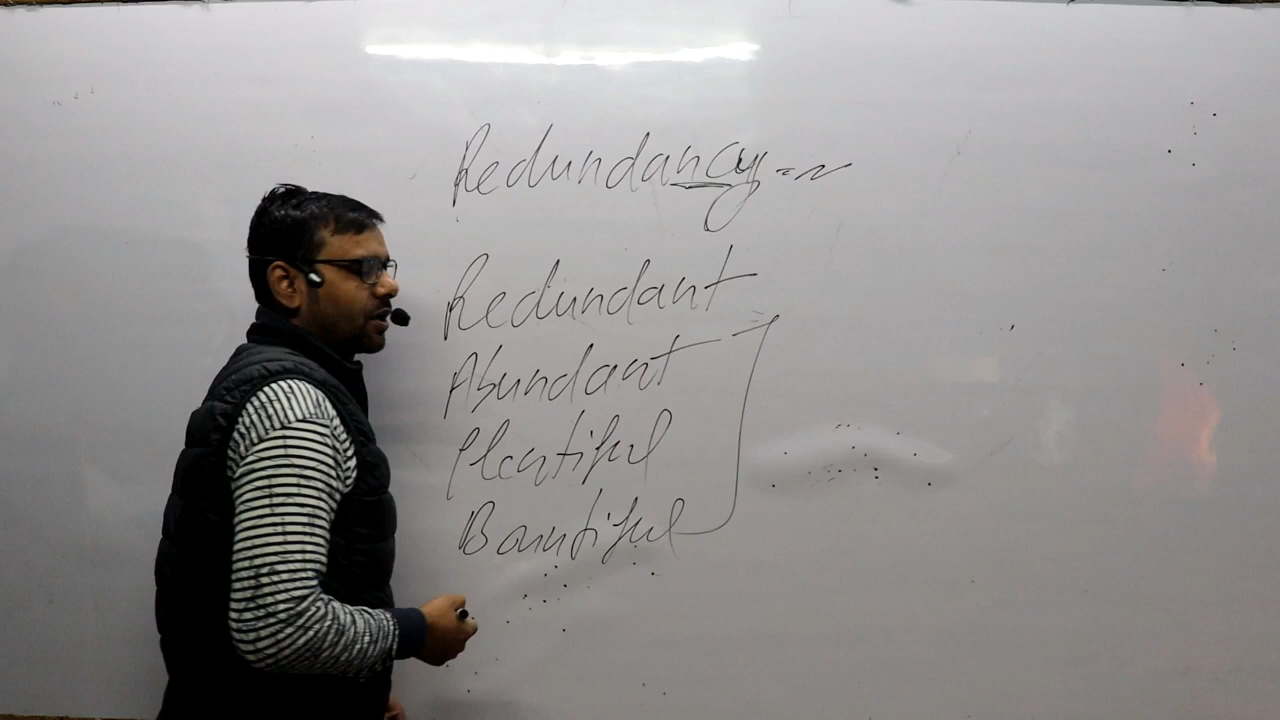 Redundancy = n
Redundant
Abundant
Plentiful
Bountiful